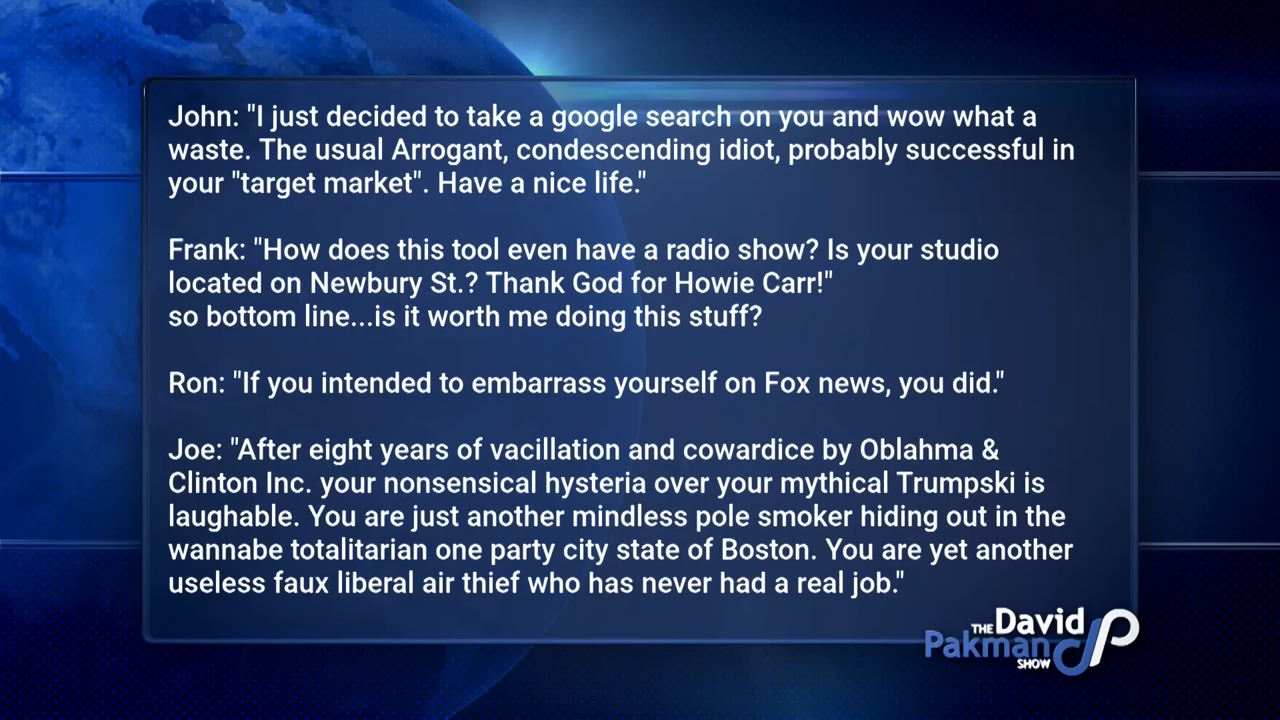 John: "I just decided to take a google search on you and wow what a
waste. The usual Arrogant, condescending idiot, probably successful in
your "target market". Have a nice life."
Frank: "How does this tool even have a radio show? Is your studio
located on Newbury St.? Thank God for Howie Carr!"
so bottom line...is it worth me doing this stuff?
Ron: "If you intended to embarrass yourself on Fox news, you did."
Joe: "After eight years of vacillation and cowardice by Oblahma &
Clinton Inc. your nonsensical hysteria over your mythical Trumpski is
laughable. You are just another mindless pole smoker hiding out in the
wannabe totalitarian one party city state of Boston. You are yet another
useless faux liberal air thief who has never had a real job."
THE David
Pakman
SHOW